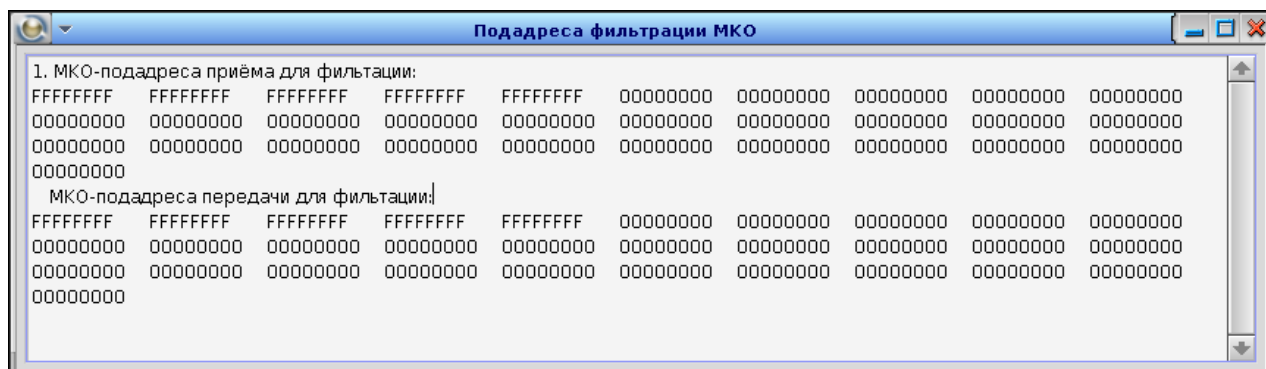 Подадреса фильтрации МКО
1. МКО-подадреса приёма для фильтации:
FFFFFFFF FFFFFFFF FFFFFFFF FFFFFFFF FFFFFFFF 00000000 00000000 00000000 00000000 00000000
00000000 00000000 00000000 00000000 00000000 00000000 00000000 00000000 00000000 00000000
00000000 00000000 00000000 00000000 00000000 00000000 00000000 00000000 00000000 00000000
00000000
МКО-подадреса передачи для фильтации:
FFFFFFFF FFFFFFFF FFFFFFFF FFFFFFFF FFFFFFFF 00000000 00000000 00000000 00000000 00000000
00000000 00000000 00000000 00000000 00000000 00000000 00000000 00000000 00000000 00000000
00000000 00000000 00000000 00000000 00000000 00000000 00000000 00000000 00000000 00000000
00000000